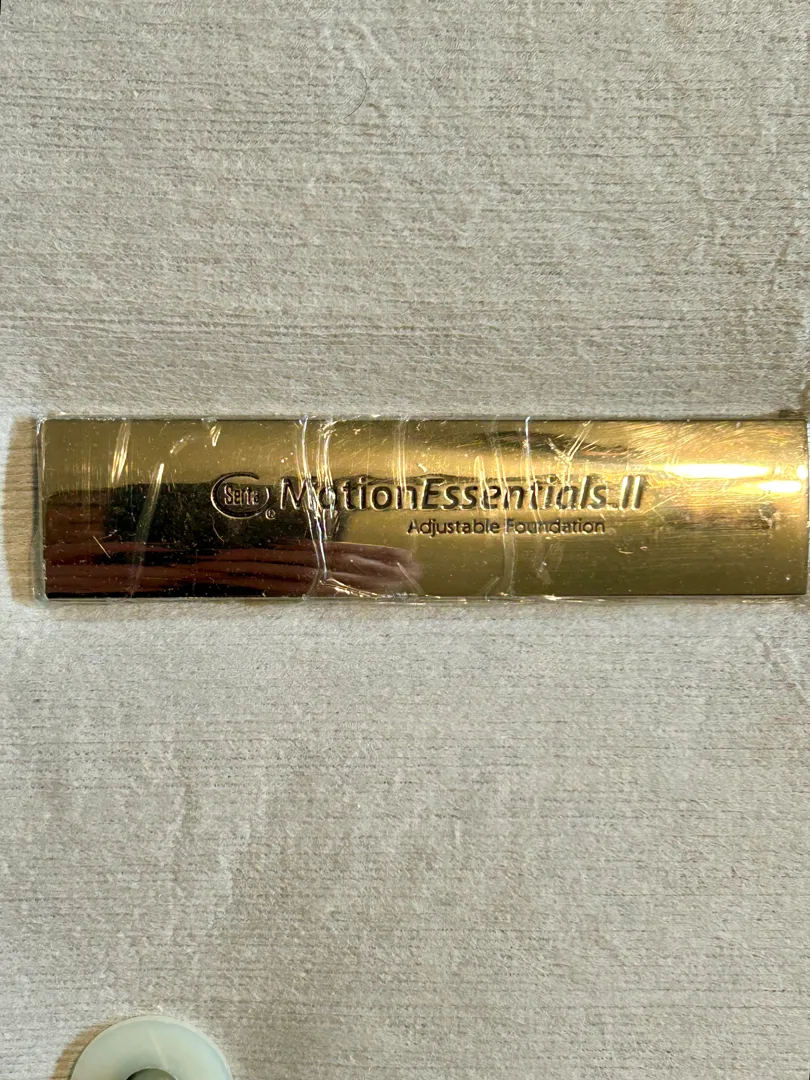 Serta® MotionEssentials.II
Adjustable Foundation